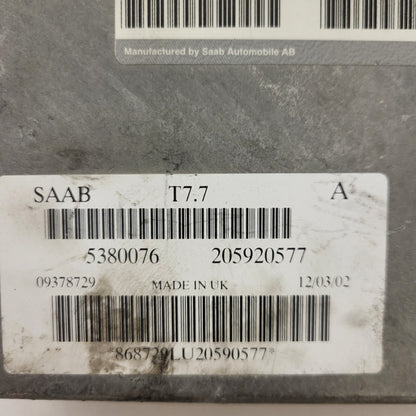 Manufactured by Saab Automobile AB
SAAB T7.7 A
5380076 205920577
09378729 MADE IN UK 12/03/02
868729LU20590577*